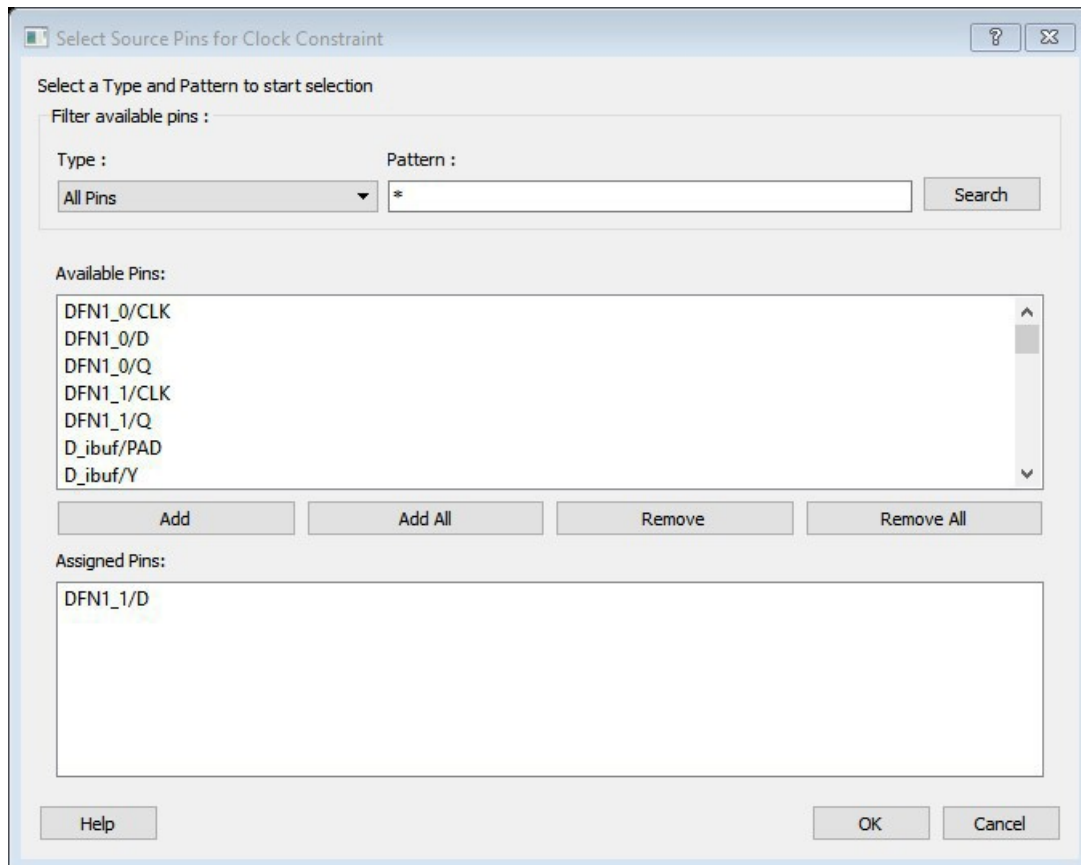 Select Source Pins for Clock Constraint
Select a Type and Pattern to start selection
Filter available pins :
Type :
Pattern :
All Pins
*
Search
Available Pins:
DFN1_0/CLK
DFN1_0/D
DFN1_0/Q
DFN1_1/CLK
DFN1_1/Q
D_ibuf/PAD
D_ibuf/Y
Add
Add All
Remove
Remove All
Assigned Pins:
DFN1_1/D
Help
OK
Cancel